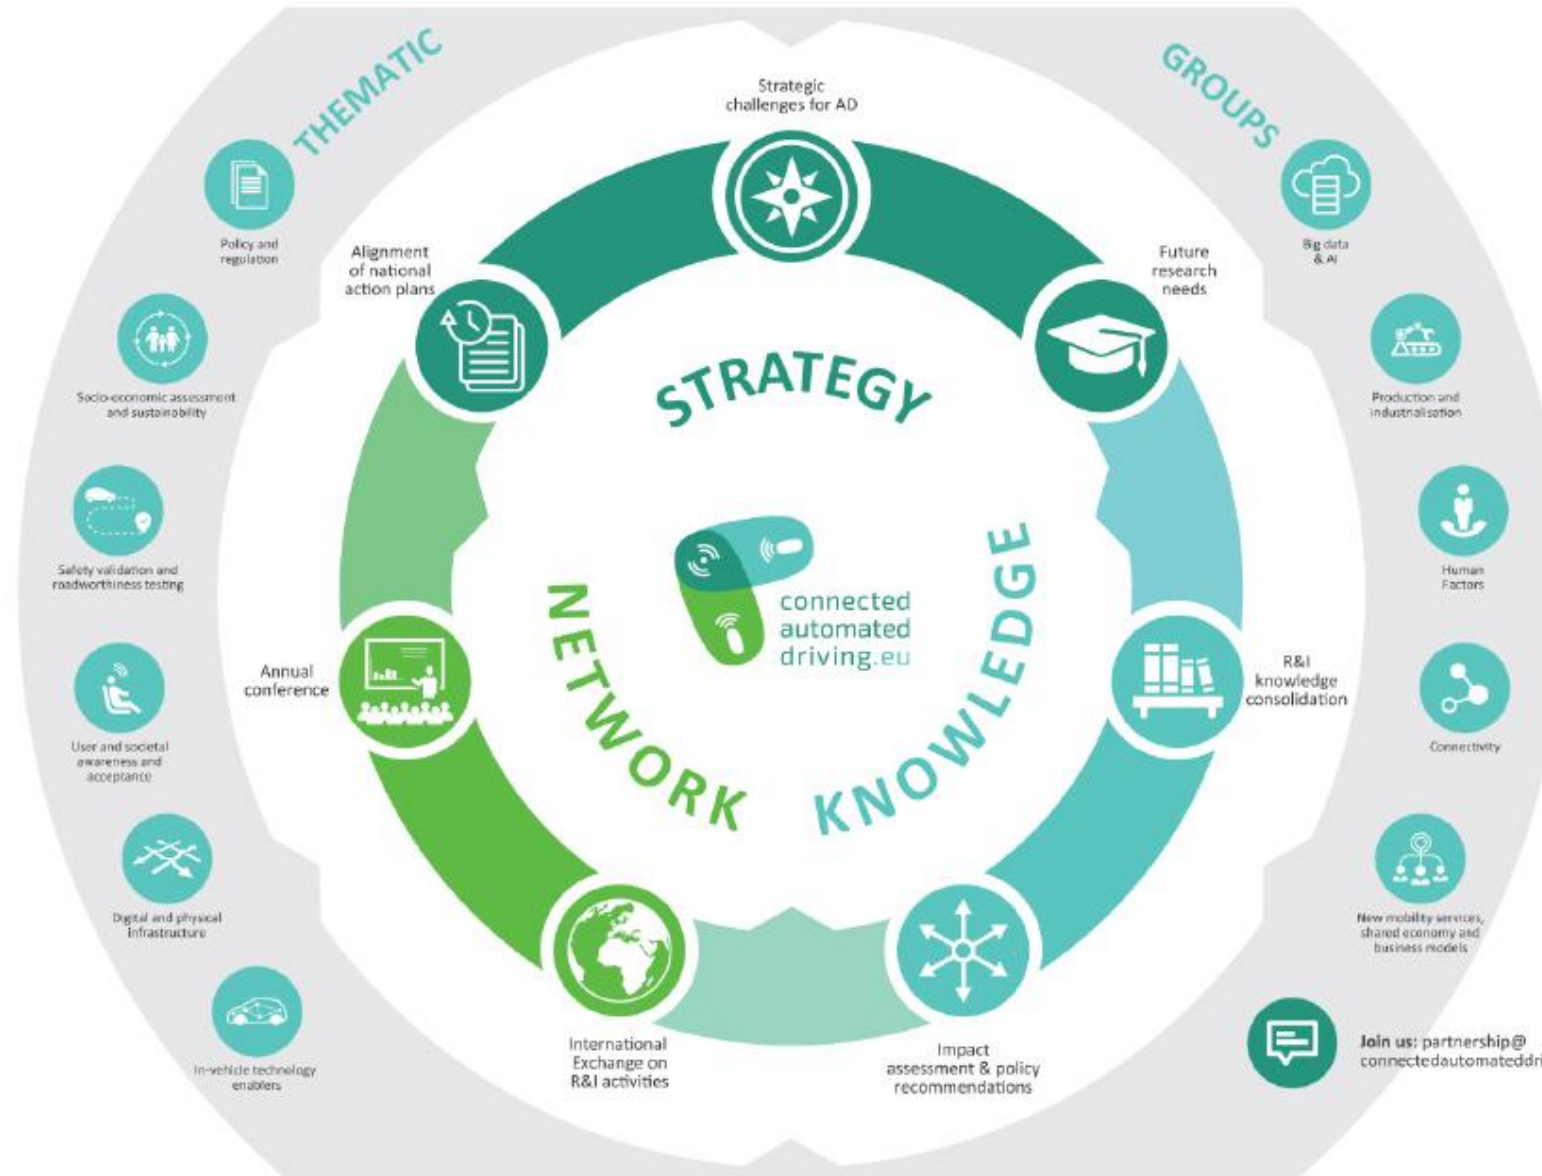 THEMATIC
GROUPS
Strategic
challenges for AD
Policy and
regulation
Alignment
of national
action plans
Future
research
needs
Big data
& AI
Socio-economic assessment
and sustainability
Production and
industrialisation
STRATEGY
Safety validation and
roadworthiness testing
Human
Factors
connected
automated
driving.eu
NETWORK
KNOWLEDGE
Annual
conference
R&I
knowledge
consolidation
User and societal
awareness and
acceptance
Connectivity
Digital and physical
infrastructure
New mobility services,
shared economy and
business models
International
Exchange on
R&I activities
Impact
assessment & policy
recommendations
In-vehicle technology
enablers
Join us: partnership@
connectedautomateddri